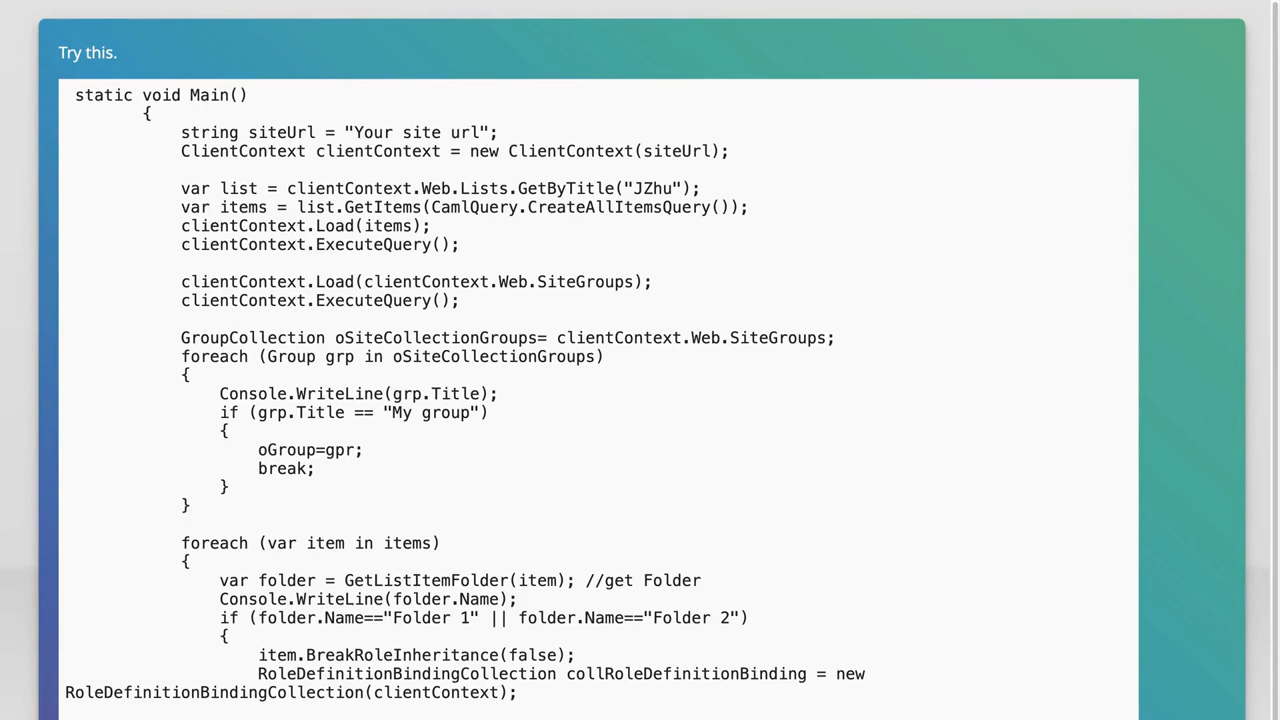 Try this.
static void Main()
{
string siteUrl = "Your site url";
ClientContext clientContext = new ClientContext(siteUrl);
var list = clientContext.Web.Lists.GetByTitle("JZhu");
var items = list.GetItems(CamlQuery.CreateAllItemsQuery());
clientContext.Load(items);
clientContext.ExecuteQuery();
clientContext.Load(clientContext.Web.SiteGroups);
clientContext.ExecuteQuery();
GroupCollection oSiteCollectionGroups= clientContext.Web.SiteGroups;
foreach (Group grp in oSiteCollectionGroups)
{
Console.WriteLine(grp.Title);
if (grp.Title == "My group")
{
oGroup=gpr;
break;
}
}
foreach (var item in items)
{
var folder = GetListItemFolder(item); //get Folder
Console.WriteLine(folder.Name);
if (folder.Name=="Folder 1" || folder.Name=="Folder 2")
{
item.BreakRoleInheritance(false);
RoleDefinitionBindingCollection collRoleDefinitionBinding = new
RoleDefinitionBindingCollection(clientContext);